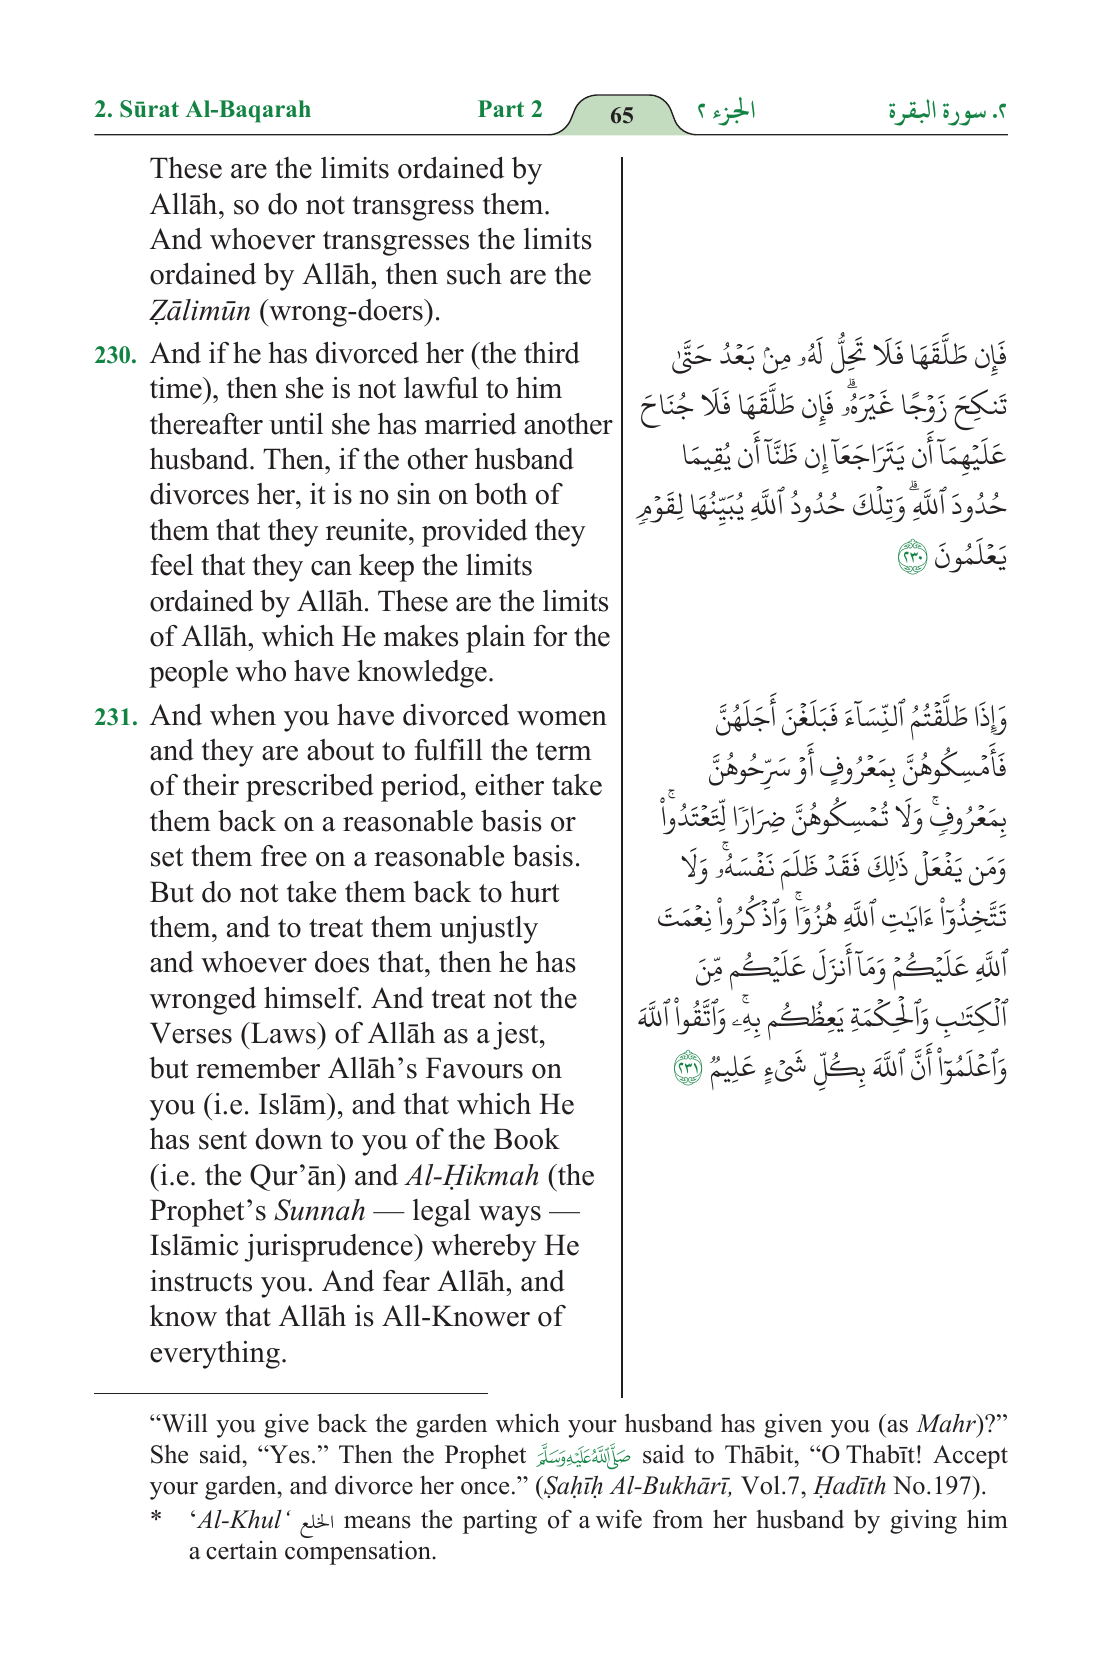 2. Sūrat Al-Baqarah
Part 2
65
الجزء ٢
٢. سورة البقرة
These are the limits ordained by
Allāh, so do not transgress them.
And whoever transgresses the limits
ordained by Allāh, then such are the
Ẓālimūn (wrong-doers).
230. And if he has divorced her (the third
time), then she is not lawful to him
thereafter until she has married another
husband. Then, if the other husband
divorces her, it is no sin on both of
them that they reunite, provided they
feel that they can keep the limits
ordained by Allāh. These are the limits
of Allāh, which He makes plain for the
people who have knowledge.
فَإِن طَلَّقَهَا فَلَا تَحِلُّ لَهُۥ مِنۢ بَعْدُ حَتَّىٰ
تَنكِحَ زَوْجًا غَيْرَهُۥ ۗ فَإِن طَلَّقَهَا فَلَا جُنَاحَ
عَلَيْهِمَآ أَن يَتَرَاجَعَآ إِن ظَنَّآ أَن يُقِيمَا
حُدُودَ ٱللَّهِ ۗ وَتِلْكَ حُدُودُ ٱللَّهِ يُبَيِّنُهَا لِقَوْمٍ
يَعْلَمُونَ ٢٣٠
231. And when you have divorced women
and they are about to fulfill the term
of their prescribed period, either take
them back on a reasonable basis or
set them free on a reasonable basis.
But do not take them back to hurt
them, and to treat them unjustly
and whoever does that, then he has
wronged himself. And treat not the
Verses (Laws) of Allāh as a jest,
but remember Allāh’s Favours on
you (i.e. Islām), and that which He
has sent down to you of the Book
(i.e. the Qur’ān) and Al-Ḥikmah (the
Prophet’s Sunnah — legal ways —
Islāmic jurisprudence) whereby He
instructs you. And fear Allāh, and
know that Allāh is All-Knower of
everything.
وَإِذَا طَلَّقْتُمُ ٱلنِّسَآءَ فَبَلَغْنَ أَجَلَهُنَّ
فَأَمْسِكُوهُنَّ بِمَعْرُوفٍ أَوْ سَرِّحُوهُنَّ
بِمَعْرُوفٍ ۚ وَلَا تُمْسِكُوهُنَّ ضِرَارًا لِّتَعْتَدُوا۟ ۚ
وَمَن يَفْعَلْ ذَٰلِكَ فَقَدْ ظَلَمَ نَفْسَهُۥ ۚ وَلَا
تَتَّخِذُوٓا۟ ءَايَـٰتِ ٱللَّهِ هُزُوًا ۚ وَٱذْكُرُوا۟ نِعْمَتَ
ٱللَّهِ عَلَيْكُمْ وَمَآ أَنزَلَ عَلَيْكُم مِّنَ
ٱلْكِتَـٰبِ وَٱلْحِكْمَةِ يَعِظُكُم بِهِۦ ۚ وَٱتَّقُوا۟ ٱللَّهَ
وَٱعْلَمُوٓا۟ أَنَّ ٱللَّهَ بِكُلِّ شَىْءٍ عَلِيمٌ ٢٣١
“Will you give back the garden which your husband has given you (as Mahr)?”
She said, “Yes.” Then the Prophet صَلَّى اللَّهُ عَلَيْهِ وَسَلَّمَ said to Thābit, “O Thabīt! Accept
your garden, and divorce her once.” (Ṣaḥīḥ Al-Bukhārī, Vol.7, Ḥadīth No.197).
* ‘Al-Khul‘ الخلع means the parting of a wife from her husband by giving him
a certain compensation.